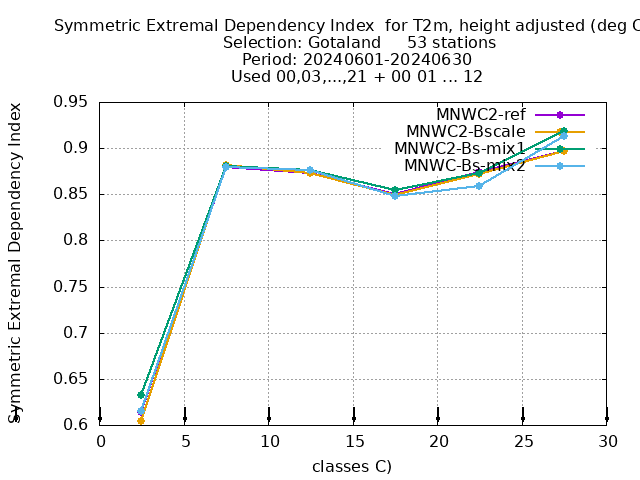 Symmetric Extremal Dependency Index  for T2m, height adjusted (deg C
Selection: Gotaland     53 stations
Period: 20240601-20240630
Used 00,03,...,21 + 00 01 ... 12
Symmetric Extremal Dependency Index
0.95
0.9
0.85
0.8
0.75
0.7
0.65
0.6
MNWC2-ref
MNWC2-Bscale
MNWC2-Bs-mix1
MNWC-Bs-mix2
0 5 10 15 20 25 30
classes C)